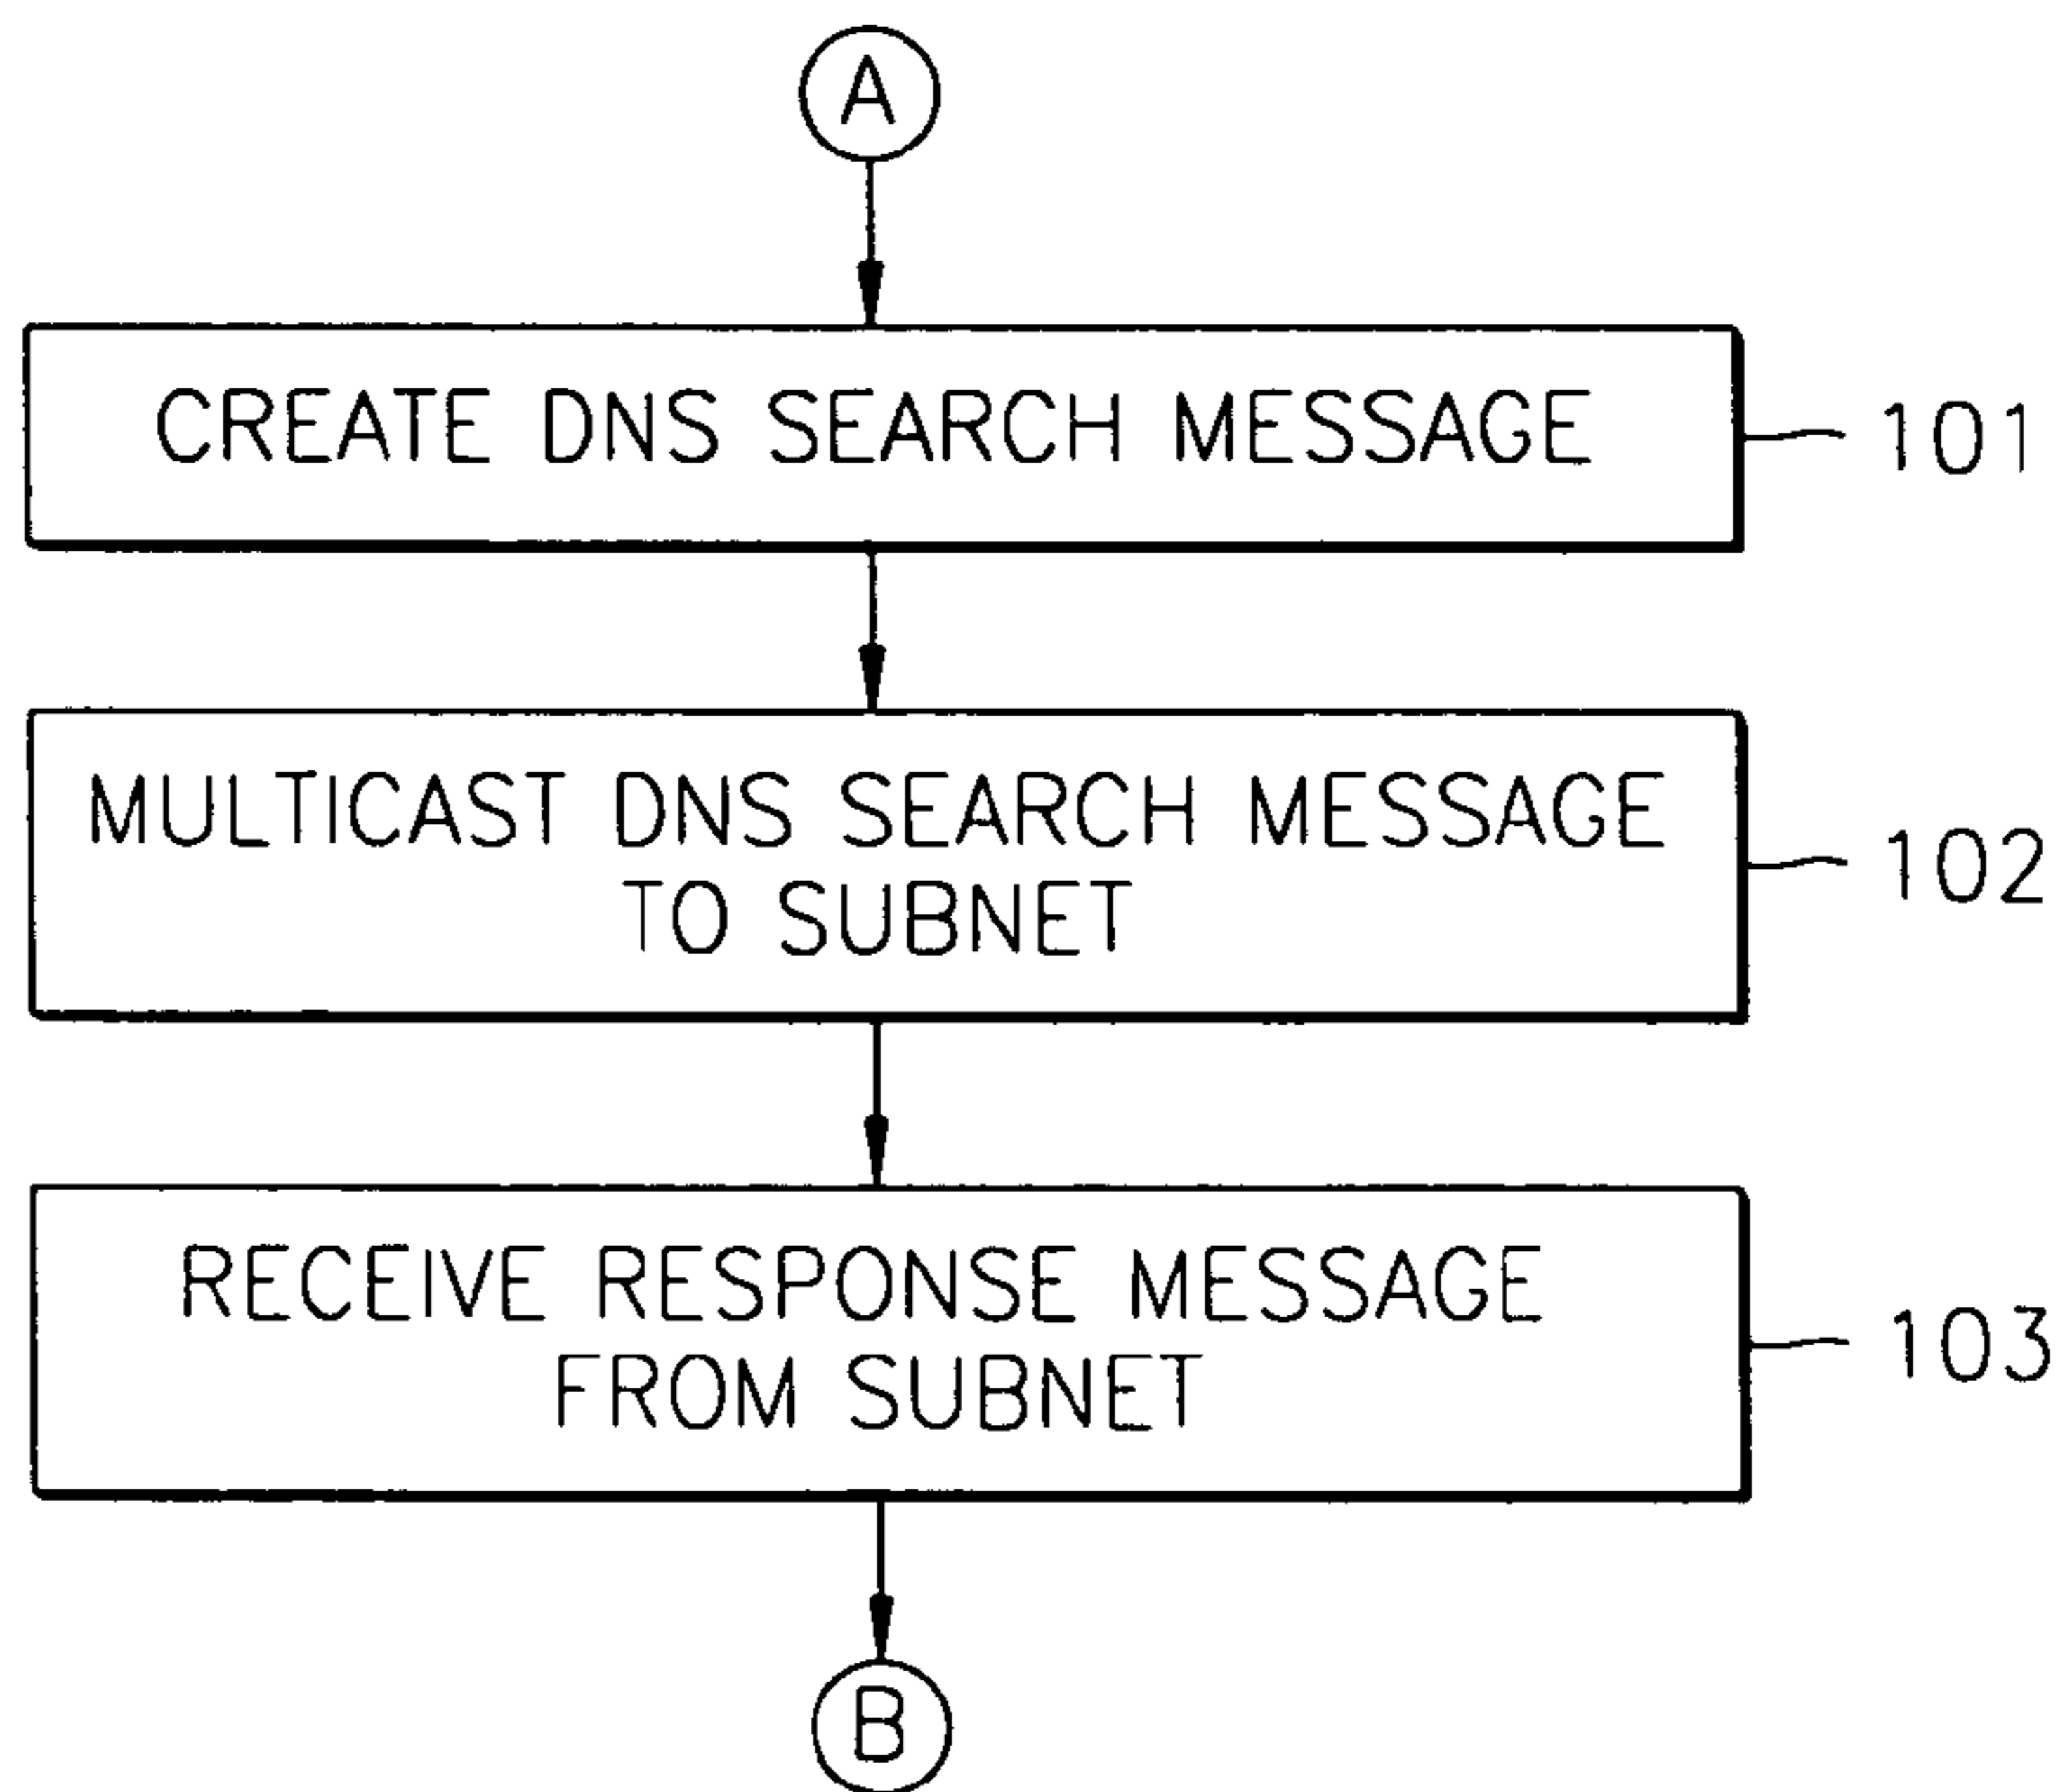 A
CREATE DNS SEARCH MESSAGE
101
MULTICAST DNS SEARCH MESSAGE
TO SUBNET
102
RECEIVE RESPONSE MESSAGE
FROM SUBNET
103
B